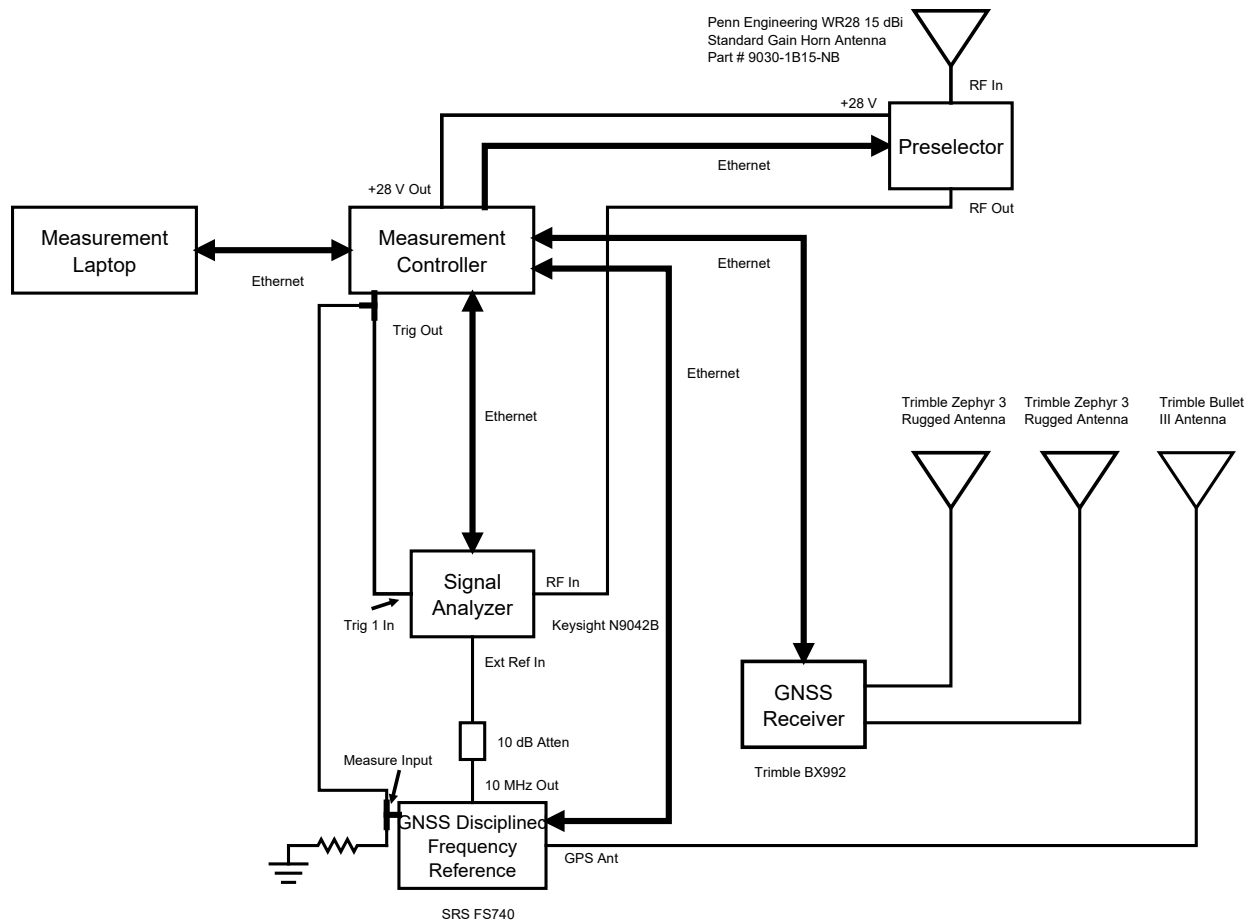 Penn Engineering WR28 15 dBi
Standard Gain Horn Antenna
Part # 9030-1B15-NB
RF In
+28 V
Preselector
Ethernet
+28 V Out
RF Out
Measurement
Laptop
Ethernet
Measurement
Controller
Ethernet
Trig Out
Ethernet
Ethernet
Trimble Zephyr 3
Rugged Antenna
Trimble Zephyr 3
Rugged Antenna
Trimble Bullet
III Antenna
Signal
Analyzer
RF In
Trig 1 In
Keysight N9042B
Ext Ref In
GNSS
Receiver
10 dB Atten
Measure Input
Trimble BX992
10 MHz Out
GNSS Disciplined
Frequency
Reference
GPS Ant
SRS FS740